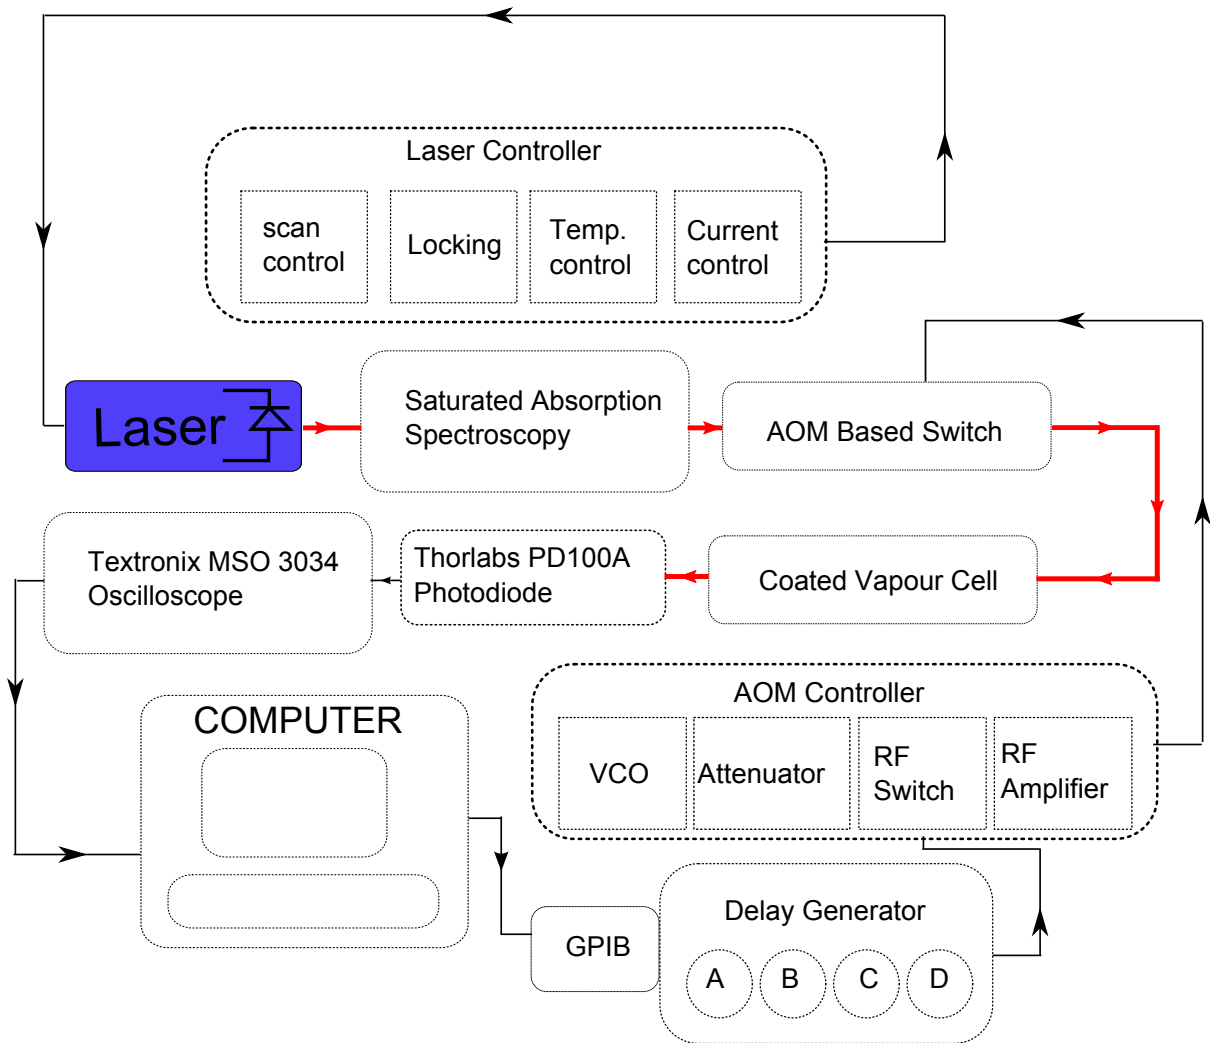 Laser Controller
scan
control
Locking
Temp.
control
Current
control
Laser
Saturated Absorption
Spectroscopy
AOM Based Switch
Textronix MSO 3034
Oscilloscope
Thorlabs PD100A
Photodiode
Coated Vapour Cell
COMPUTER
AOM Controller
VCO
Attenuator
RF
Switch
RF
Amplifier
GPIB
Delay Generator
A
B
C
D